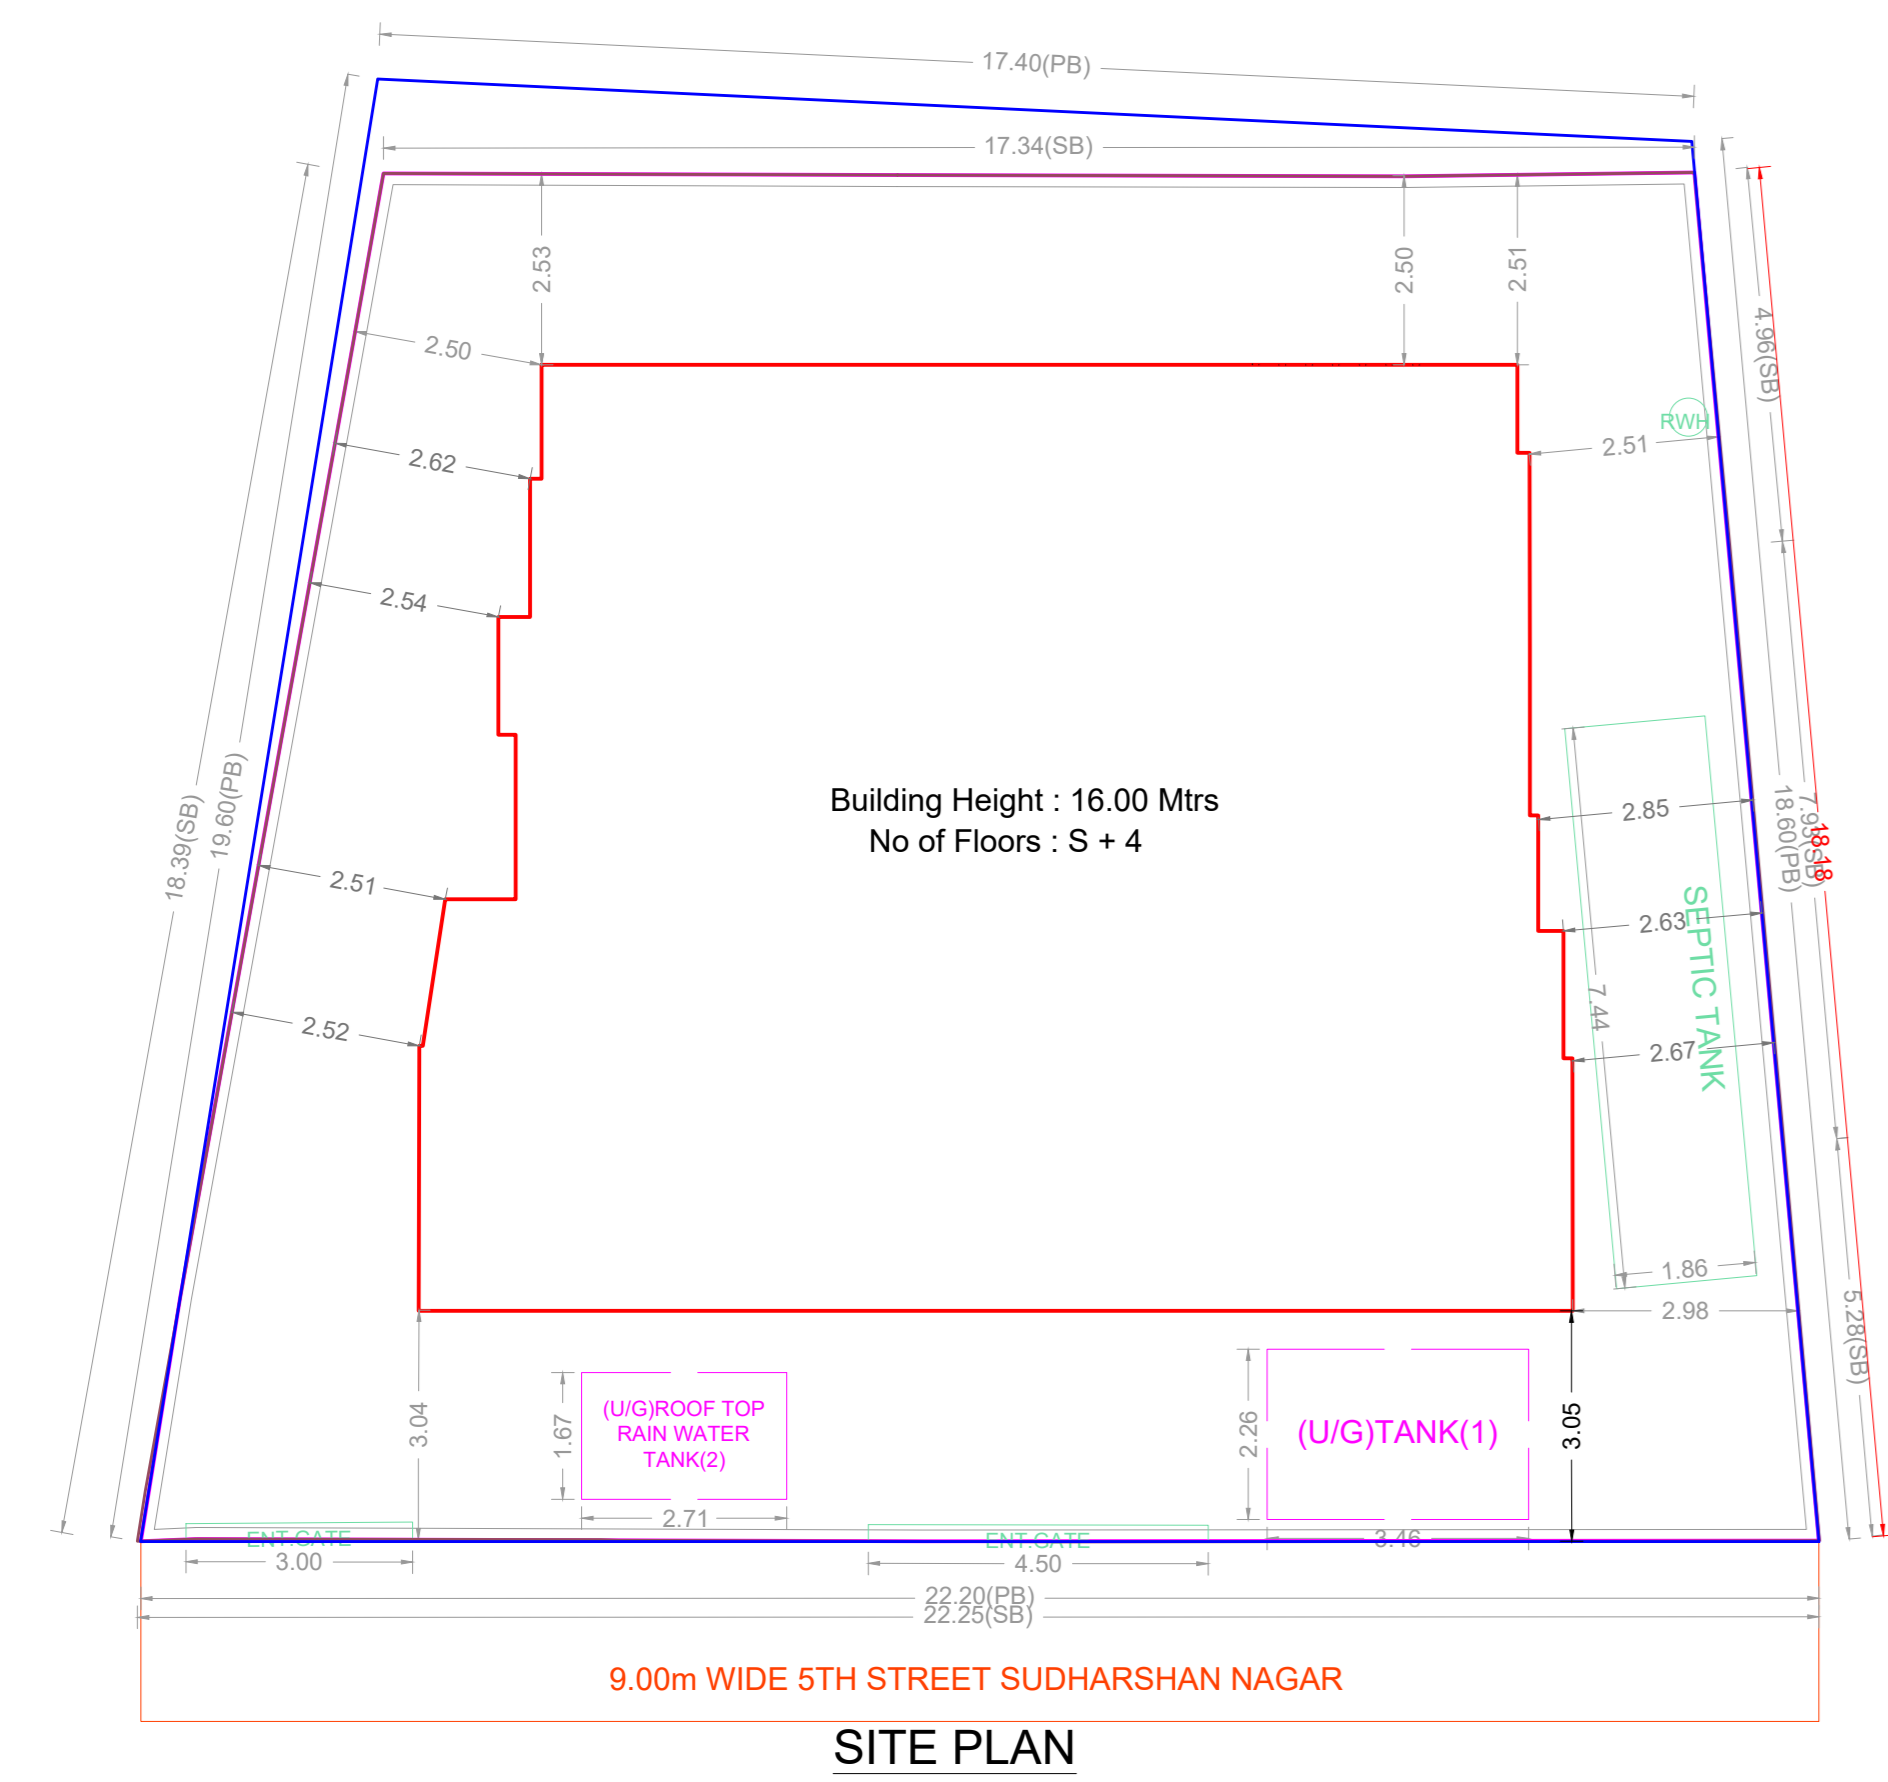 17.40(PB)
17.34(SB)
2.53
2.50
2.51
2.50
4.96(SB)
RWH
2.51
2.62
2.54
18.39(SB)
19.60(PB)
Building Height : 16.00 Mtrs
No of Floors : S + 4
2.85
18.60(PB)
7.93(SB)
18.18
2.51
2.63
SEPTIC TANK
7.44
2.52
2.67
1.86
2.98
5.28(SB)
3.04
1.67
(U/G)ROOF TOP
RAIN WATER
TANK(2)
2.71
2.26
(U/G)TANK(1)
3.46
3.05
ENT.GATE
3.00
ENT.GATE
4.50
22.20(PB)
22.25(SB)
9.00m WIDE 5TH STREET SUDHARSHAN NAGAR
SITE PLAN